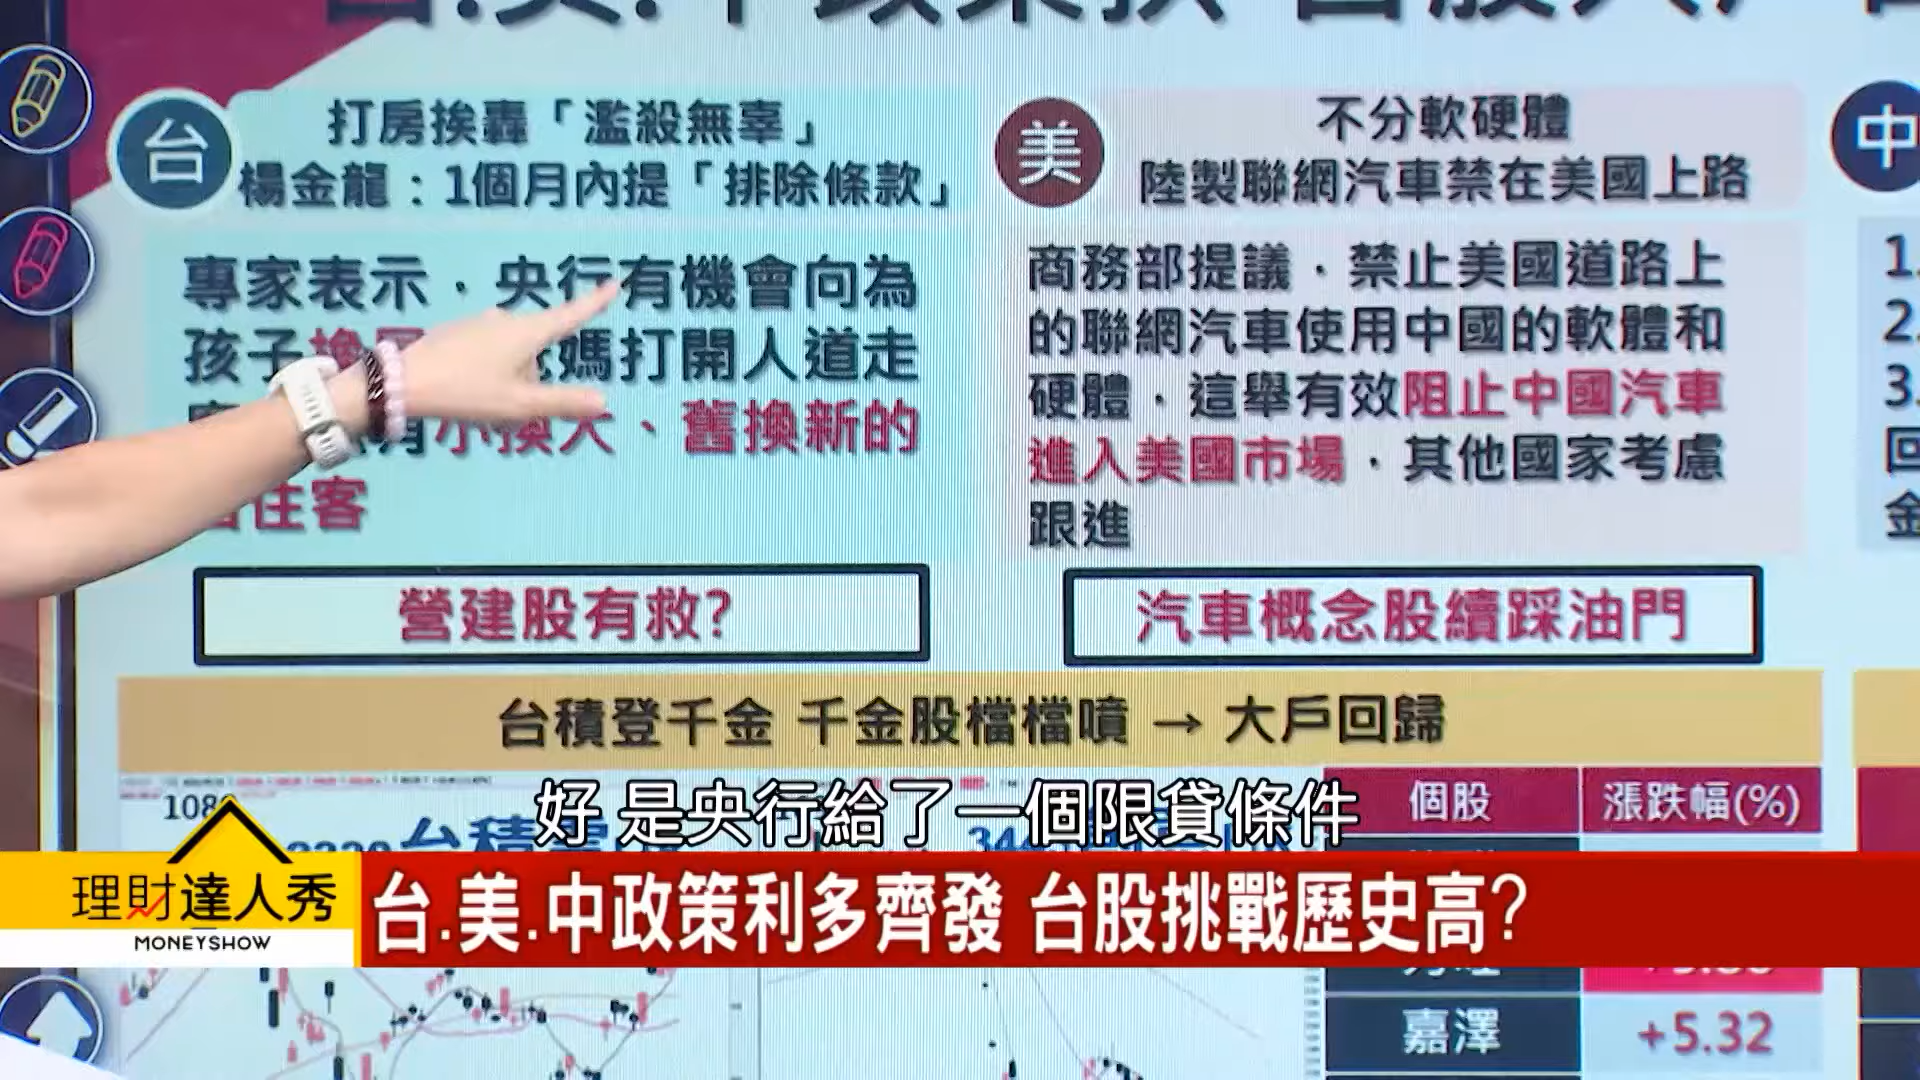 台
打房挨轟「濫殺無辜」
楊金龍：1個月內提「排除條款」
專家表示，央行有機會向為
孩子換 媽打開人道走
小換大、舊換新的
住客
營建股有救?
美
不分軟硬體
陸製聯網汽車禁在美國上路
商務部提議，禁止美國道路上
的聯網汽車使用中國的軟體和
硬體，這舉有效阻止中國汽車
進入美國市場，其他國家考慮
跟進
汽車概念股續踩油門
中
1.
2.
3.
回
金
台積登千金 千金股檔檔噴 → 大戶回歸
個股 漲跌幅(%)
好 是央行給了一個限貸條件
理財達人秀
MONEYSHOW
台.美.中政策利多齊發 台股挑戰歷史高?
嘉澤 +5.32